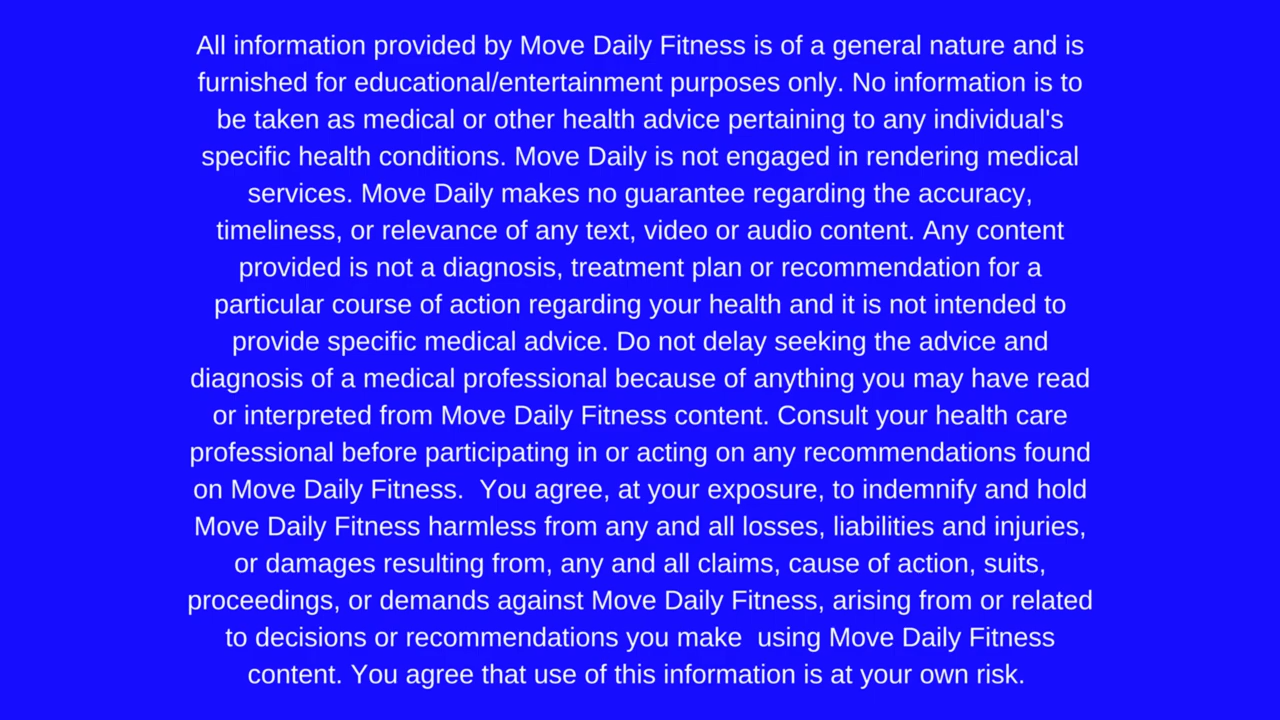 All information provided by Move Daily Fitness is of a general nature and is
furnished for educational/entertainment purposes only. No information is to
be taken as medical or other health advice pertaining to any individual's
specific health conditions. Move Daily is not engaged in rendering medical
services. Move Daily makes no guarantee regarding the accuracy,
timeliness, or relevance of any text, video or audio content. Any content
provided is not a diagnosis, treatment plan or recommendation for a
particular course of action regarding your health and it is not intended to
provide specific medical advice. Do not delay seeking the advice and
diagnosis of a medical professional because of anything you may have read
or interpreted from Move Daily Fitness content. Consult your health care
professional before participating in or acting on any recommendations found
on Move Daily Fitness.  You agree, at your exposure, to indemnify and hold
Move Daily Fitness harmless from any and all losses, liabilities and injuries,
or damages resulting from, any and all claims, cause of action, suits,
proceedings, or demands against Move Daily Fitness, arising from or related
to decisions or recommendations you make  using Move Daily Fitness
content. You agree that use of this information is at your own risk.